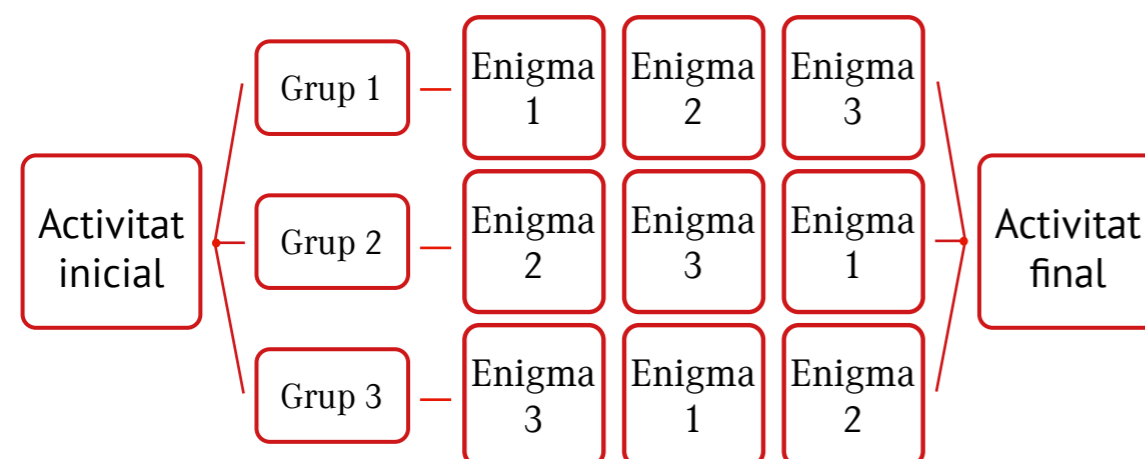 Activitat
inicial
Grup 1
Enigma
1
Enigma
2
Enigma
3
Grup 2
Enigma
2
Enigma
3
Enigma
1
Grup 3
Enigma
3
Enigma
1
Enigma
2
Activitat
final